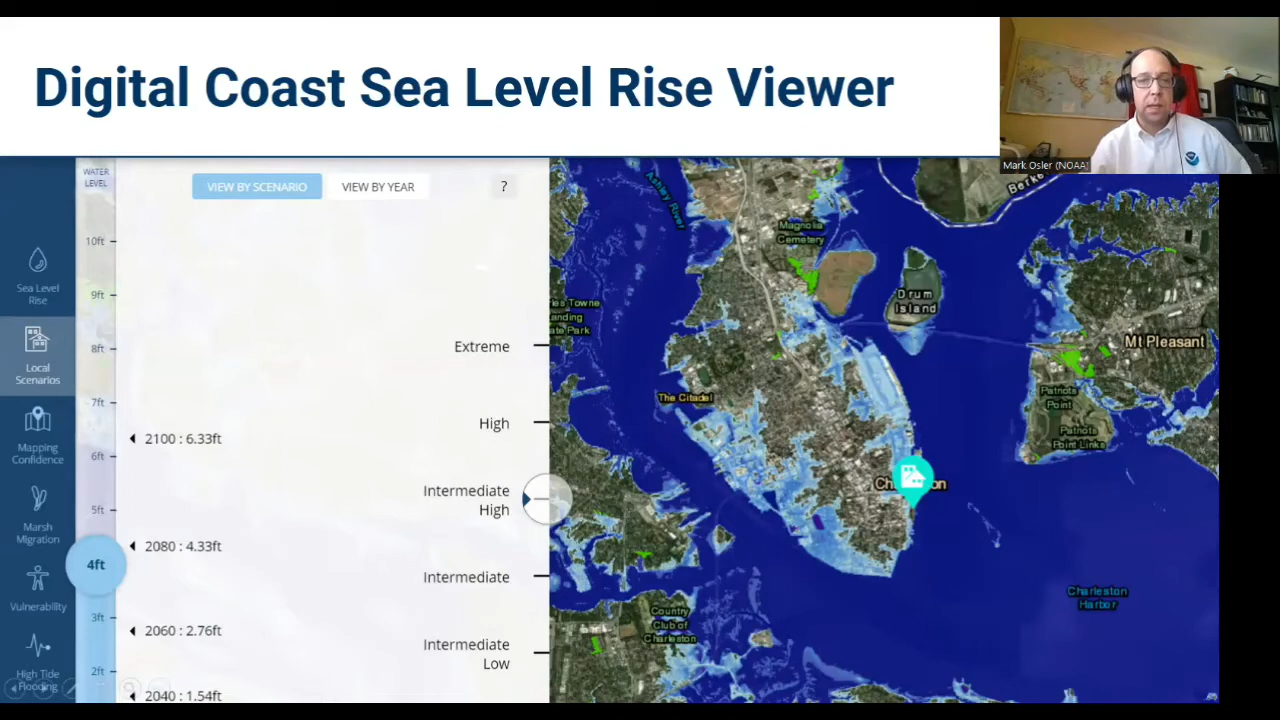 Digital Coast Sea Level Rise Viewer
Mark Osler (NOAA)
WATER
LEVEL
VIEW BY SCENARIO
VIEW BY YEAR
?
10ft
9ft
8ft
7ft
6ft
5ft
4ft
3ft
2ft
Sea Level
Rise
Local
Scenarios
Mapping
Confidence
Marsh
Migration
Vulnerability
High Tide
Flooding
2100 : 6.33ft
2080 : 4.33ft
2060 : 2.76ft
2040 : 1.54ft
Extreme
High
Intermediate
High
Intermediate
Intermediate
Low
Ashley River
Magnolia
Cemetery
Drum
Island
Mt Pleasant
The Citadel
Patriots
Point
Patriots
Point Links
Charleston
Harbor
Country
Club of
Charleston